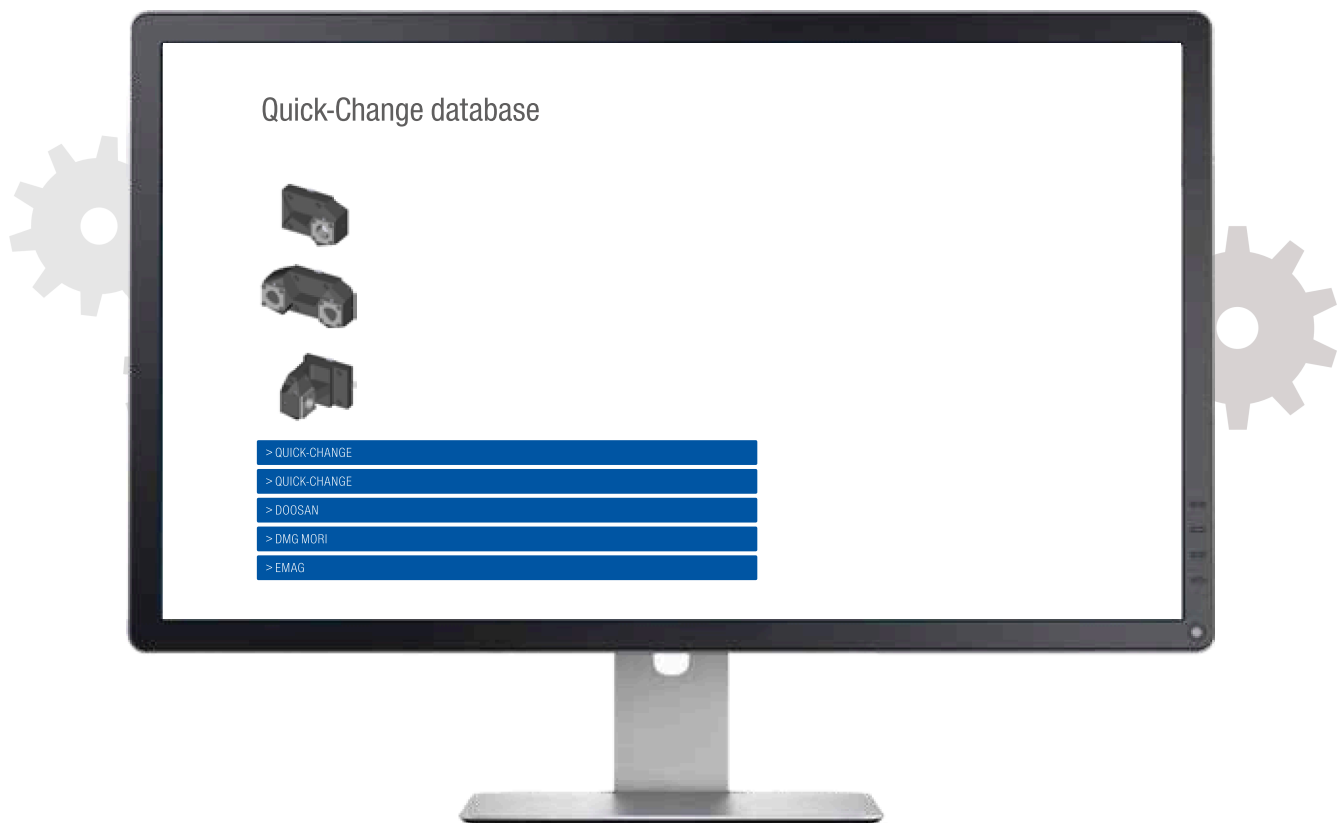 Quick-Change database
> QUICK-CHANGE
> QUICK-CHANGE
> DOOSAN
> DMG MORI
> EMAG